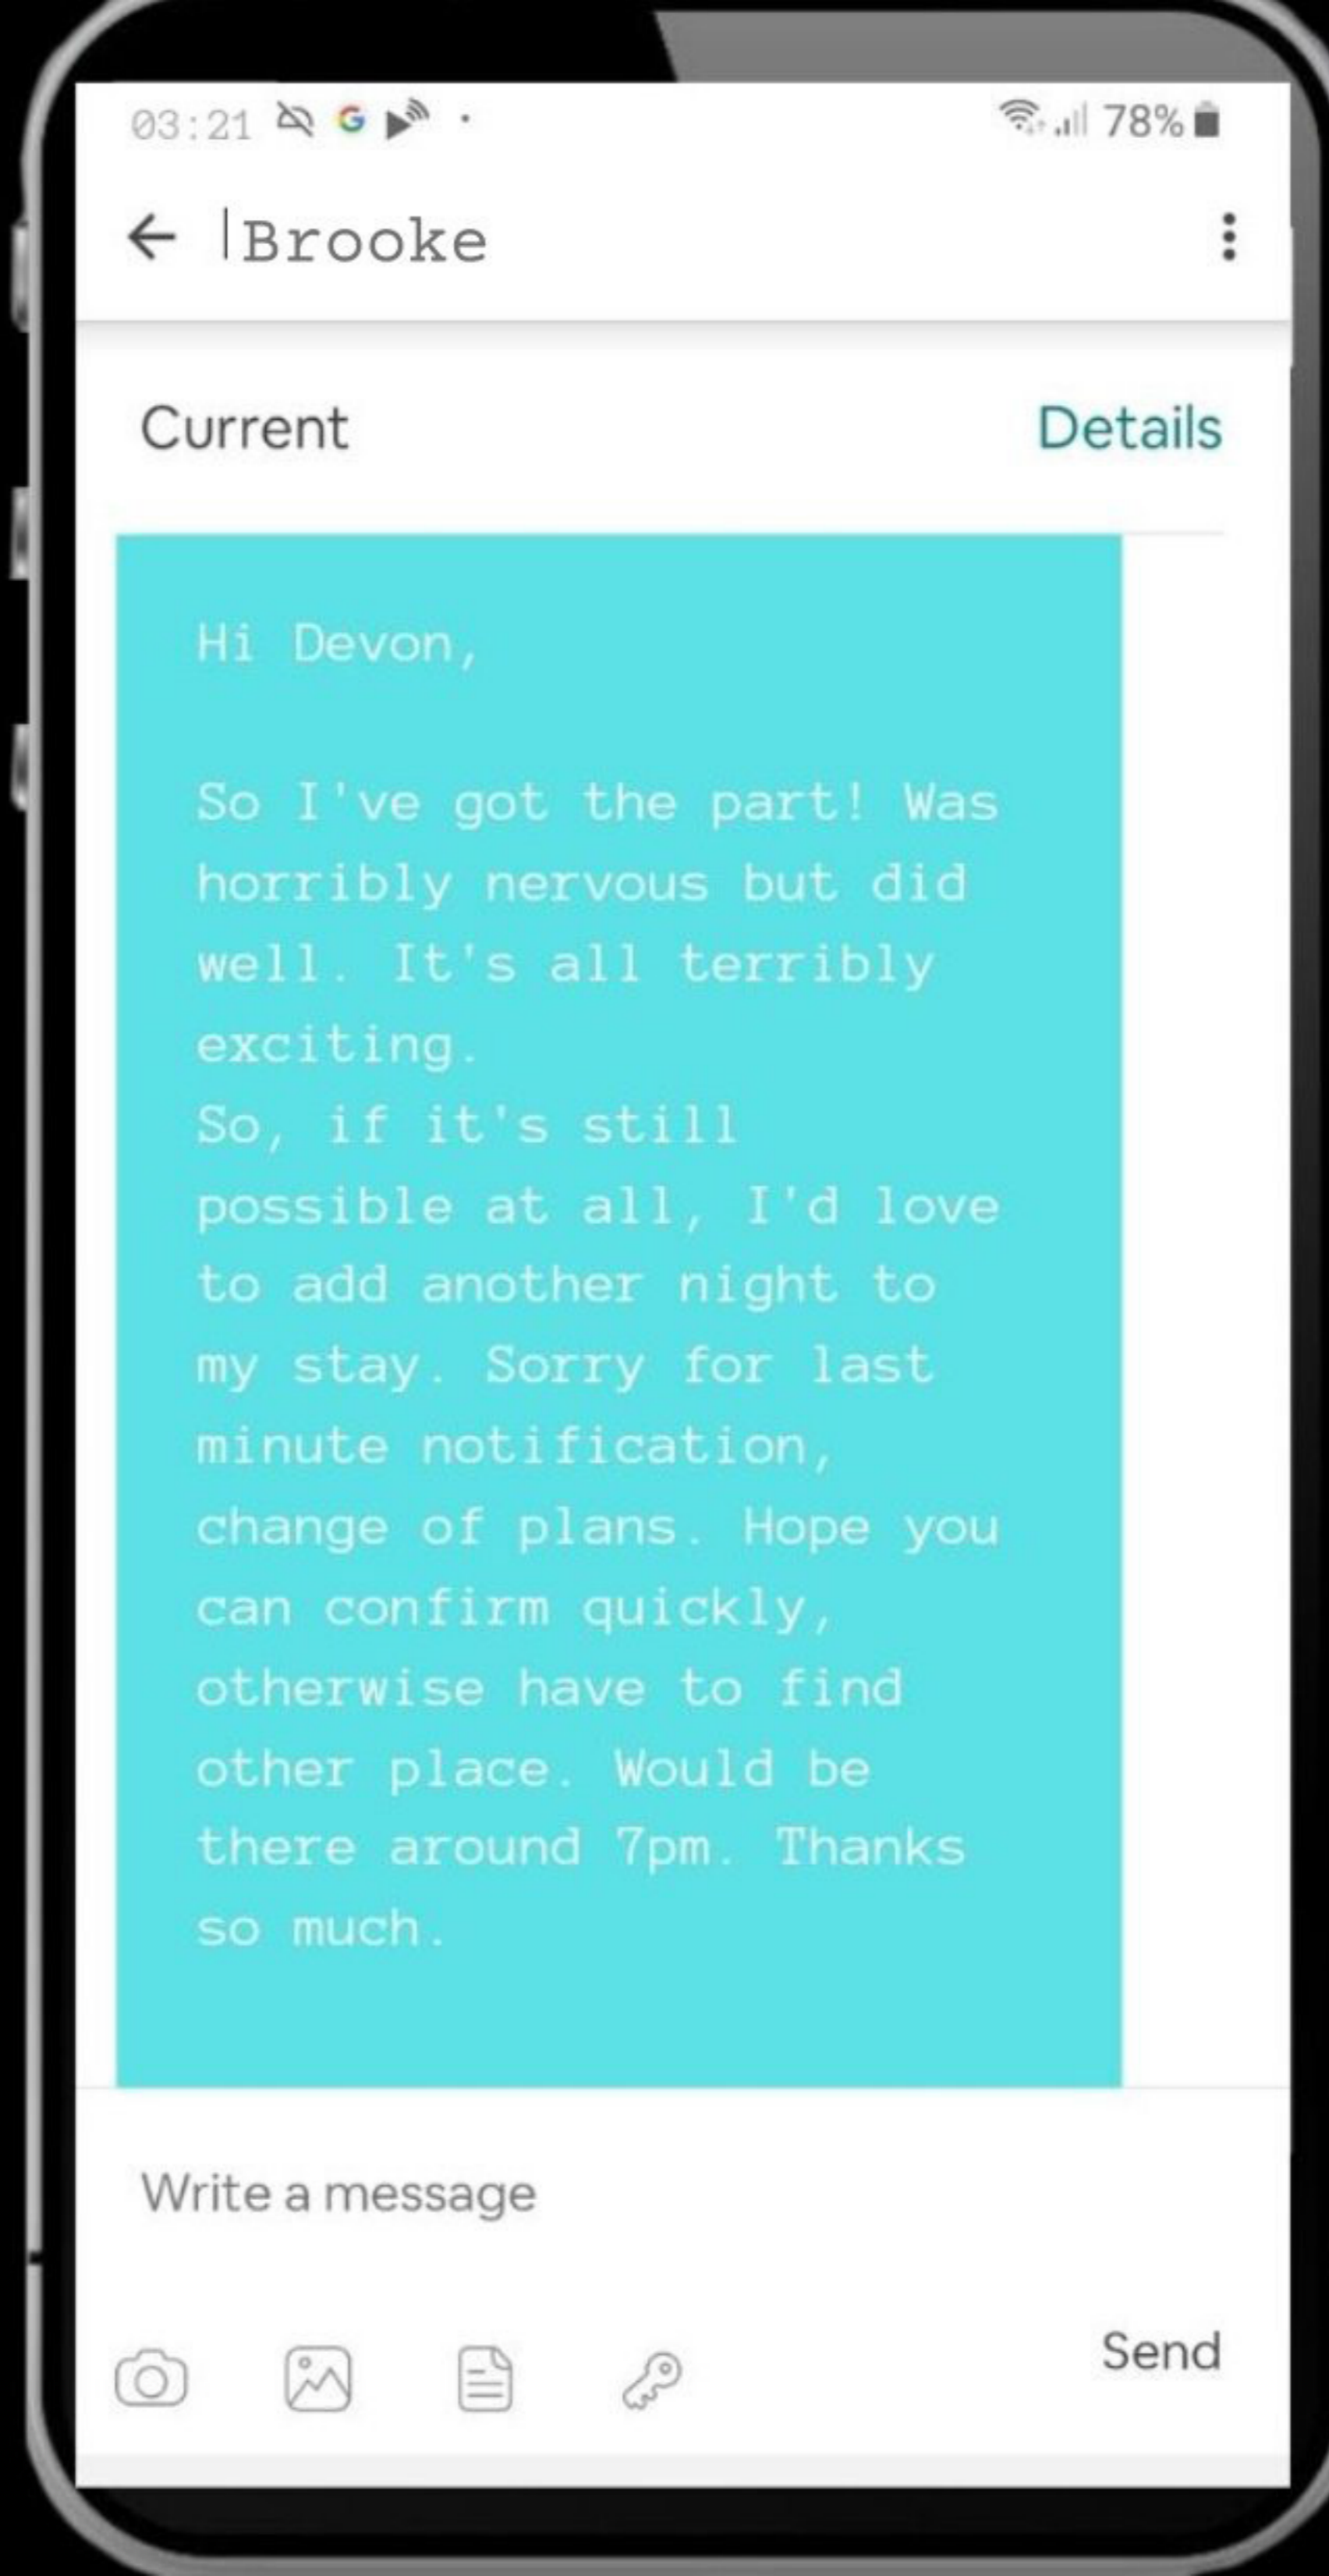 03:21 78%
Brooke
Current Details
Hi Devon,
So I've got the part! Was
horribly nervous but did
well. It's all terribly
exciting.
So, if it's still
possible at all, I'd love
to add another night to
my stay. Sorry for last
minute notification,
change of plans. Hope you
can confirm quickly,
otherwise have to find
other place. Would be
there around 7pm. Thanks
so much.
Write a message
Send